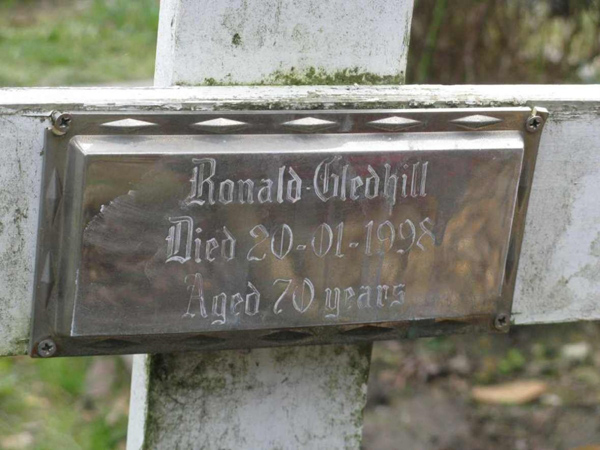 Ronald Gledhill
Died 20-01-1998
Aged 70 years